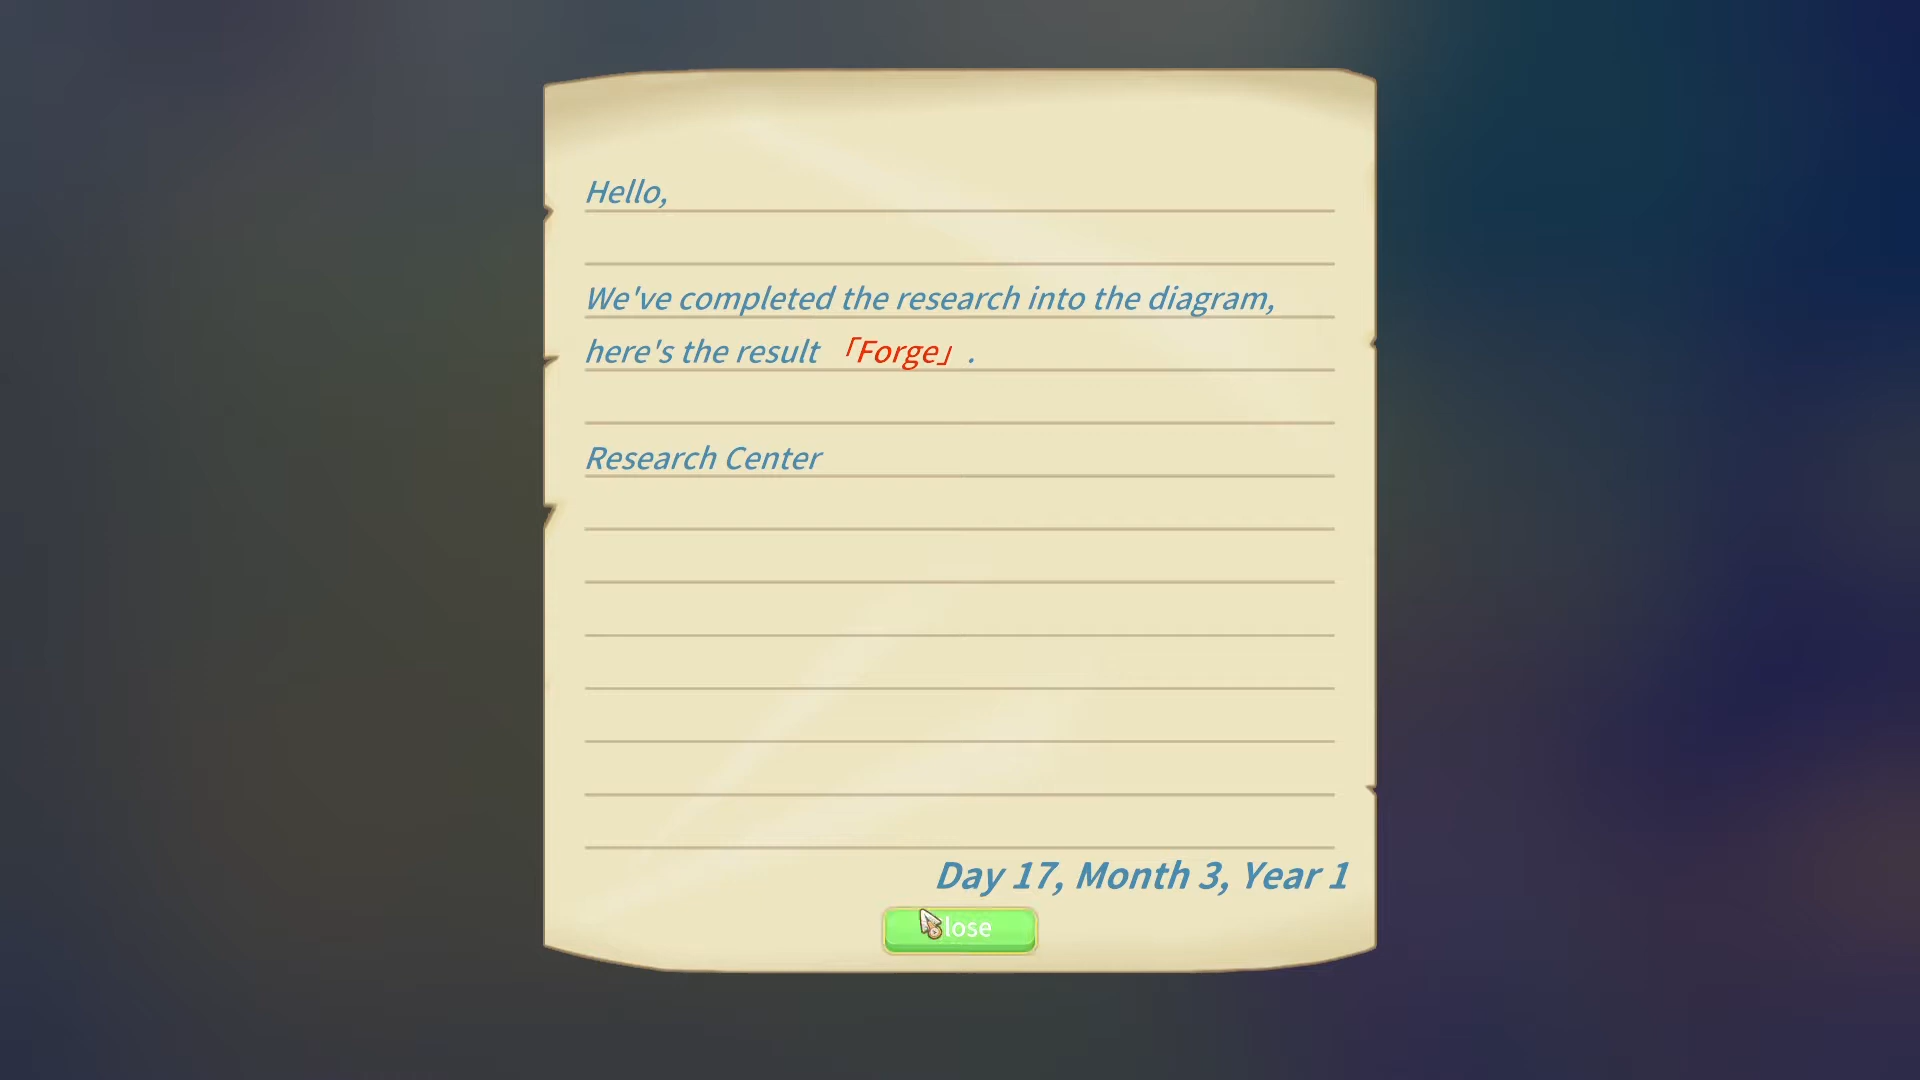 Hello,
We've completed the research into the diagram,
here's the result 「Forge」 .
Research Center
Day 17, Month 3, Year 1
lose